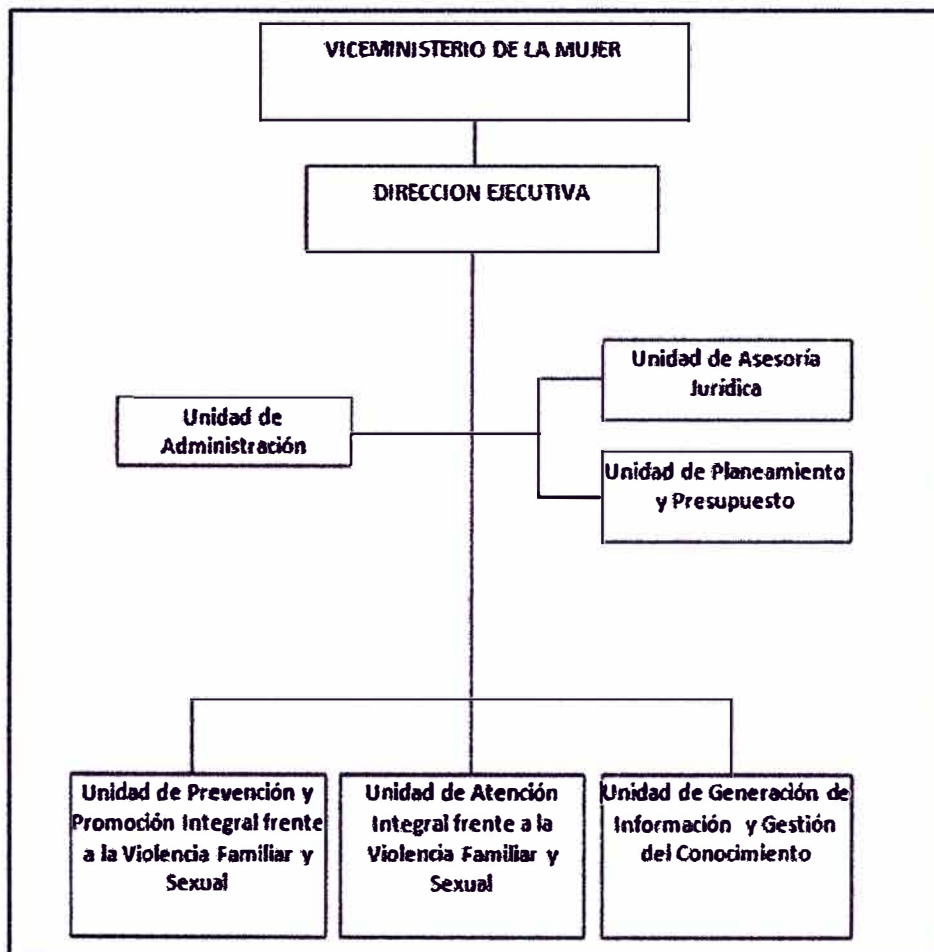 VICEMINISTERIO DE LA MUJER
DIRECCION EJECUTIVA
Unidad de Asesoría
Jurídica
Unidad de
Administración
Unidad de Planeamiento
y Presupuesto
Unidad de Prevención y
Promoción Integral frente
a la Violencia Familiar y
Sexual
Unidad de Atención
Integral frente a la
Violencia Familiar y
Sexual
Unidad de Generación de
Información y Gestión
del Conocimiento